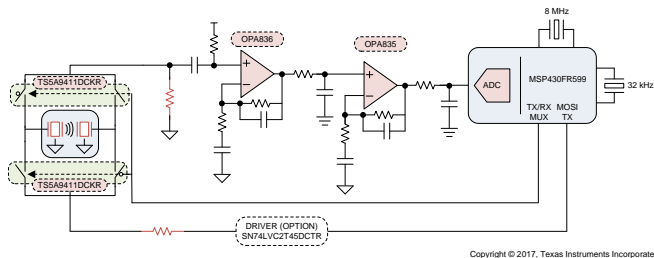 8 MHz
OPA836
OPA835
TS5A9411DCKR
MSP430FR599
ADC
32 kHz
TX/RX MOSI
MUX TX
TS5A9411DCKR
DRIVER (OPTION)
SN74LVC2T45DCTR
Copyright © 2017, Texas Instruments Incorporate